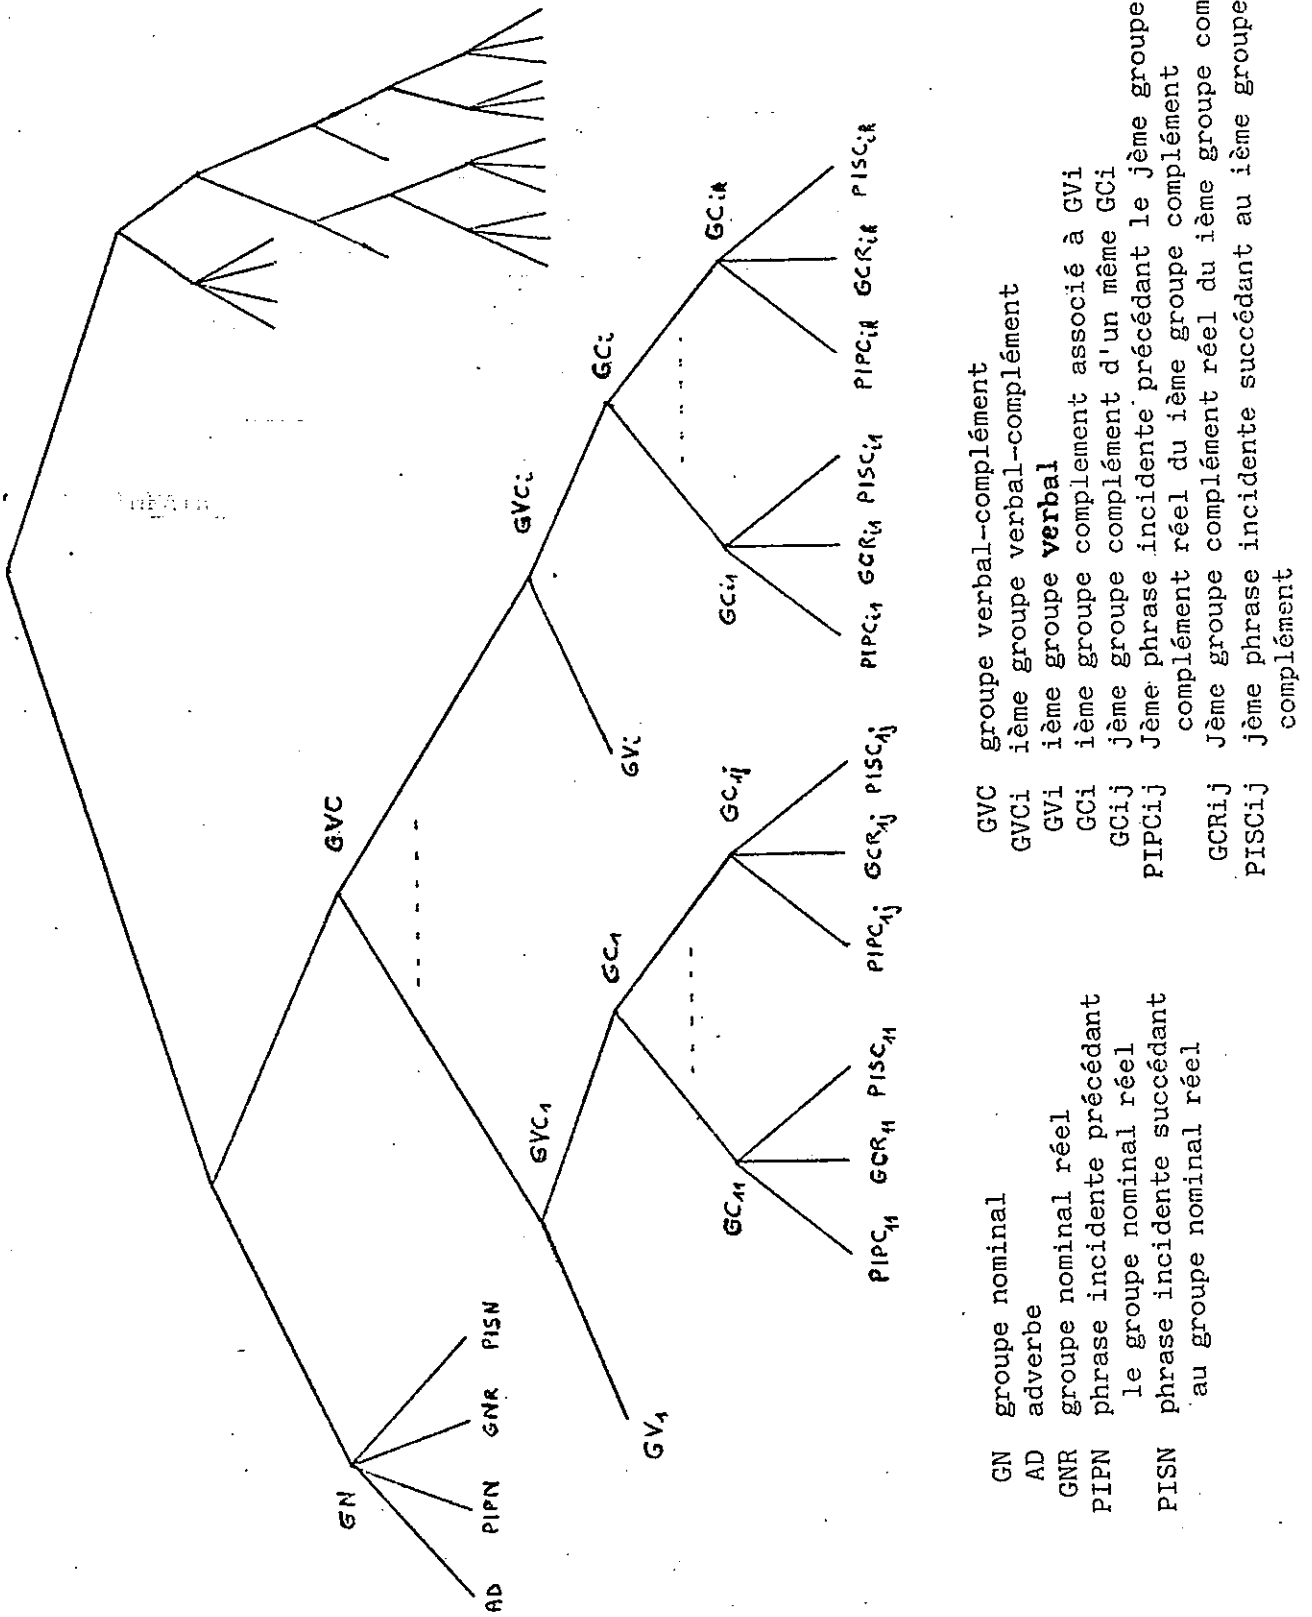 GVC
GVCi
GCi
GN
GVi
GCiR
GVC1
GC1
GC1j
GCi1
GC11
AD PIPN GNR PISN
GV1
PIPC11 GCR11 PISC11 PIPC1j GCR1j PISC1j PIPCi1 GCRi1 PISCi1 PIPCiR GCRiR PISCiR
GN groupe nominal
AD adverbe
GNR groupe nominal réel
PIPN phrase incidente précédant
le groupe nominal réel
PISN phrase incidente succédant
au groupe nominal réel
GVC groupe verbal-complément
GVCi ième groupe verbal-complément
GVi ième groupe verbal
GCi ième groupe complement associé à GVi
GCij jème groupe complément d'un même GCi
PIPCij Jème phrase incidente précédant le jème groupe
complément réel du ième groupe complément
GCRij Jème groupe complément réel du ième groupe com
PISCij jème phrase incidente succédant au ième groupe
complément